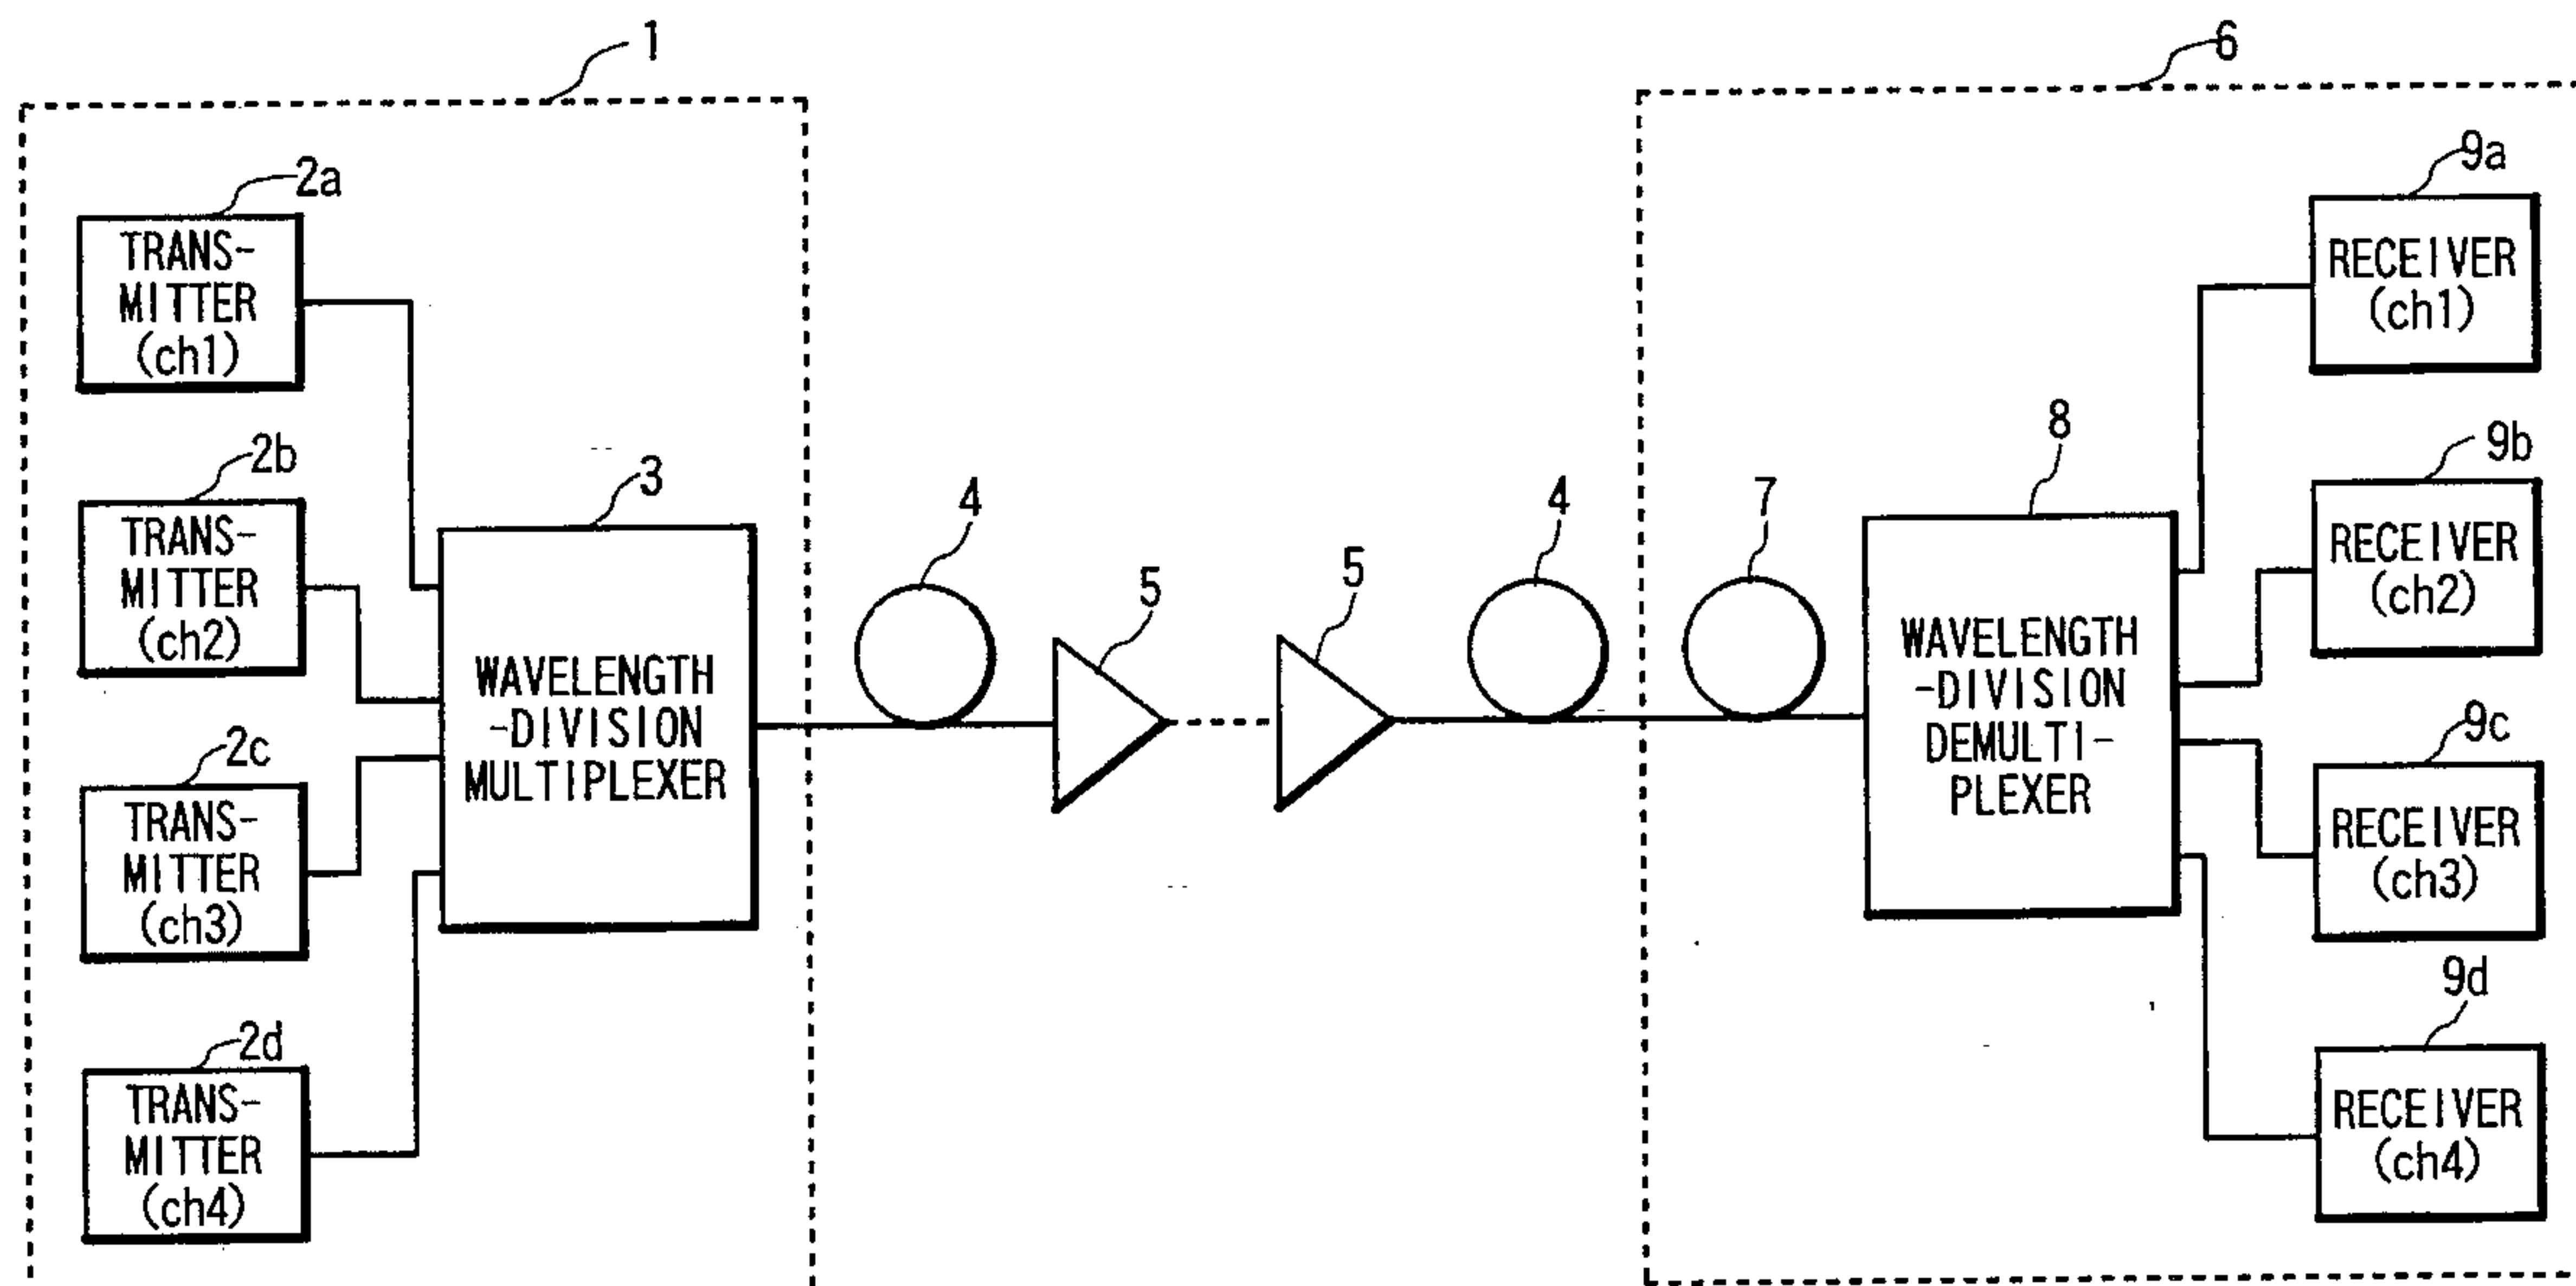 1
6
2a
TRANS-
MITTER
(ch1)
2b
TRANS-
MITTER
(ch2)
2c
TRANS-
MITTER
(ch3)
2d
TRANS-
MITTER
(ch4)
3
WAVELENGTH
-DIVISION
MULTIPLEXER
4
5
5
4
7
8
WAVELENGTH
-DIVISION
DEMULTI-
PLEXER
9a
RECEIVER
(ch1)
9b
RECEIVER
(ch2)
9c
RECEIVER
(ch3)
9d
RECEIVER
(ch4)